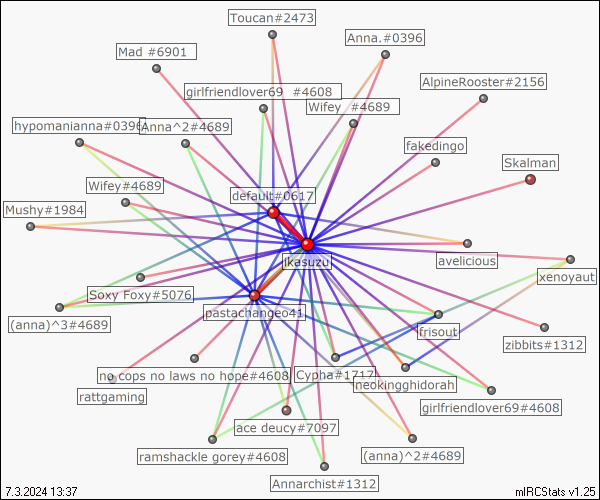 Toucan#2473
Anna.#0396
Mad #6901
AlpineRooster#2156
girlfriendlover69 #4608
Wifey #4689
hypomanianna#0396
Anna^2#4689
fakedingo
Skalman
Wifey#4689
default#0617
Mushy#1984
avelicious
ikasuzu
xenoyaut
Soxy Foxy#5076
pastachangeo41
(anna)^3#4689
frisout
zibbits#1312
no cops no laws no hope#4608
Cypha#1717
neokingghidorah
rattgaming
girlfriendlover69#4608
ace deucy#7097
ramshackle gorey#4608
(anna)^2#4689
Annarchist#1312
7.3.2024 13:37
mIRCStats v1.25